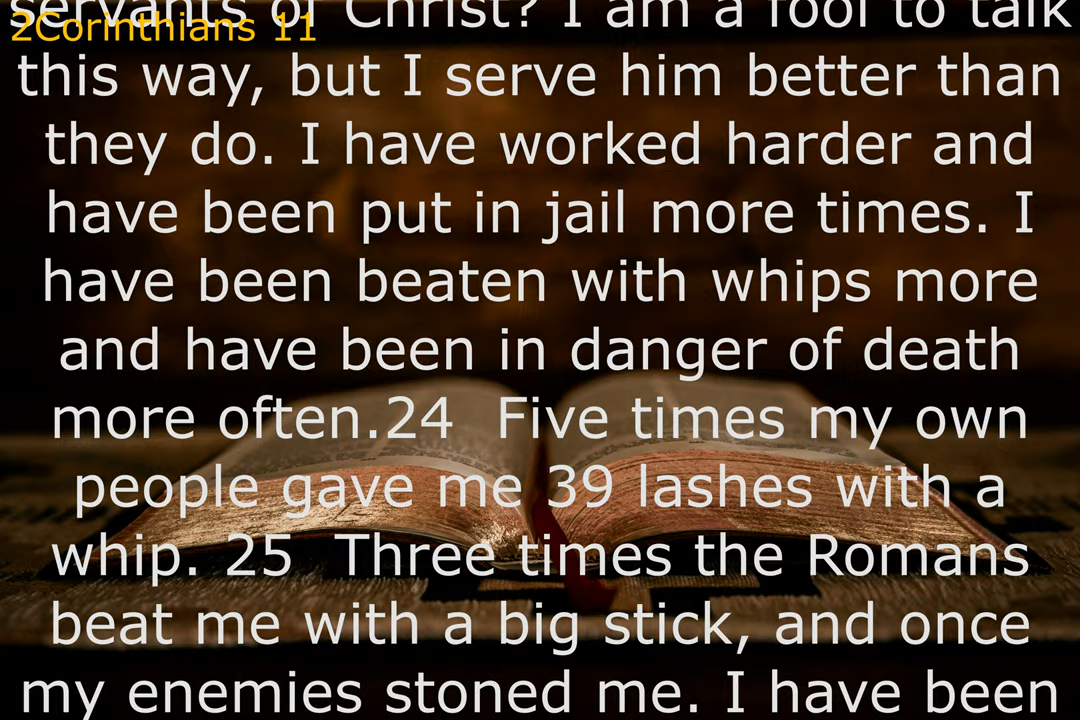 servants of Christ? I am a fool to talk
2Corinthians 11
this way, but I serve him better than
they do. I have worked harder and
have been put in jail more times. I
have been beaten with whips more
and have been in danger of death
more often.24  Five times my own
people gave me 39 lashes with a
whip. 25  Three times the Romans
beat me with a big stick, and once
my enemies stoned me. I have been